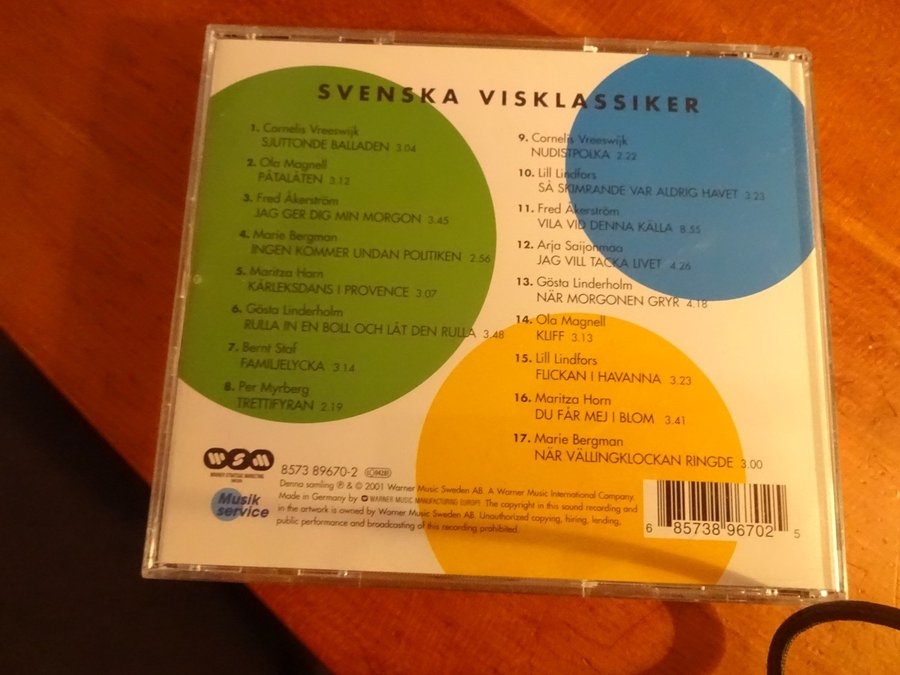 SVENSKA VISKLASSIKER
1. Cornelis Vreeswijk
SJUTTONDE BALLADEN 3.04
2. Ola Magnell
PÅTALÅTEN 3.12
3. Fred Åkerström
JAG GER DIG MIN MORGON 3.45
4. Marie Bergman
INGEN KOMMER UNDAN POLITIKEN 2.56
5. Maritza Horn
KÄRLEKSDANS I PROVENCE 3.07
6. Gösta Linderholm
RULLA IN EN BOLL OCH LÅT DEN RULLA 3.48
7. Bernt Staf
FAMILJELYCKA 3.14
8. Per Myrberg
TRETTIFYRAN 2.19
9. Cornelis Vreeswijk
NUDISTPOLKA 2.22
10. Lill Lindfors
SÅ SKIMRANDE VAR ALDRIG HAVET 3.23
11. Fred Åkerström
VILA VID DENNA KÄLLA 8.55
12. Arja Saijonmaa
JAG VILL TACKA LIVET 4.26
13. Gösta Linderholm
NÄR MORGONEN GRYR 4.18
14. Ola Magnell
KLIFF 3.13
15. Lill Lindfors
FLICKAN I HAVANNA 3.23
16. Maritza Horn
DU FÅR MEJ I BLOM 3.41
17. Marie Bergman
NÄR VÄLLINGKLOCKAN RINGDE 3.00
WSM
WARNER STRATEGIC MARKETING
SWEDEN
Musik
service
8573 89670-2 LC 04281
Denna samling ℗ & © 2001 Warner Music Sweden AB. A Warner Music International Company.
Made in Germany by WARNER MUSIC MANUFACTURING EUROPE. The copyright in this sound recording and
in the artwork is owned by Warner Music Sweden AB. Unauthorized copying, hiring, lending,
public performance and broadcasting of this recording prohibited.
6 85738 96702 5